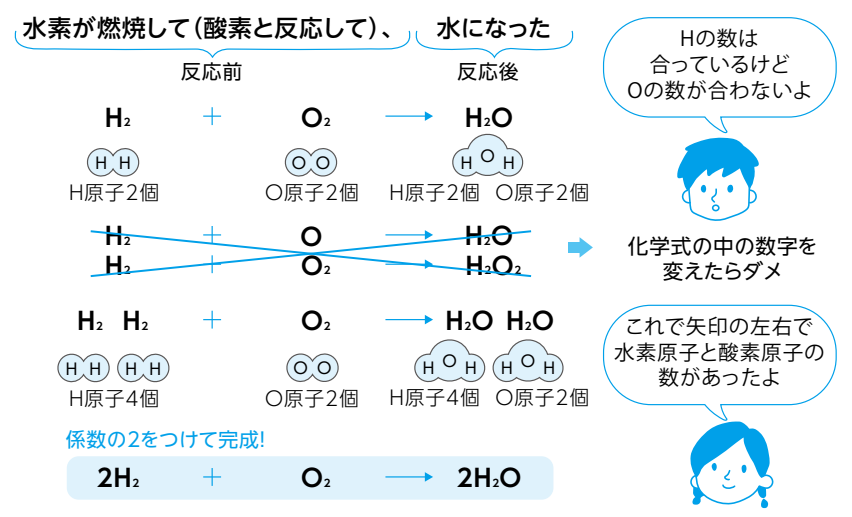 水素が燃焼して（酸素と反応して）、 水になった
反応前 反応後
H₂ + O₂ → H₂O
H H O O H O H
H原子2個 O原子2個 H原子2個 O原子2個
Hの数は
合っているけど
Oの数が合わないよ
H₂ + O → H₂O
H₂ + O₂ → H₂O₂
化学式の中の数字を
変えたらダメ
H₂ H₂ + O₂ → H₂O H₂O
H H H H O O H O H H O H
H原子4個 O原子2個 H原子4個 O原子2個
これで矢印の左右で
水素原子と酸素原子の
数があったよ
係数の2をつけて完成!
2H₂ + O₂ → 2H₂O